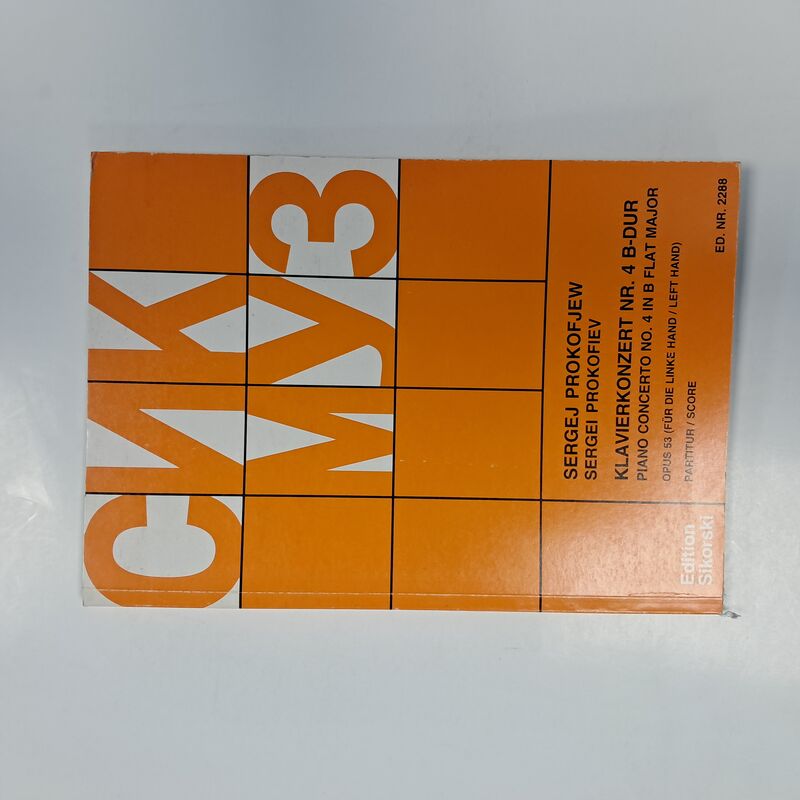 СИК
МУЗ
SERGEJ PROKOFJEW
SERGEI PROKOFIEV
KLAVIERKONZERT NR. 4 B-DUR
PIANO CONCERTO NO. 4 IN B FLAT MAJOR
OPUS 53 (FÜR DIE LINKE HAND / LEFT HAND)
PARTITUR / SCORE
Edition
Sikorski
ED. NR. 2288